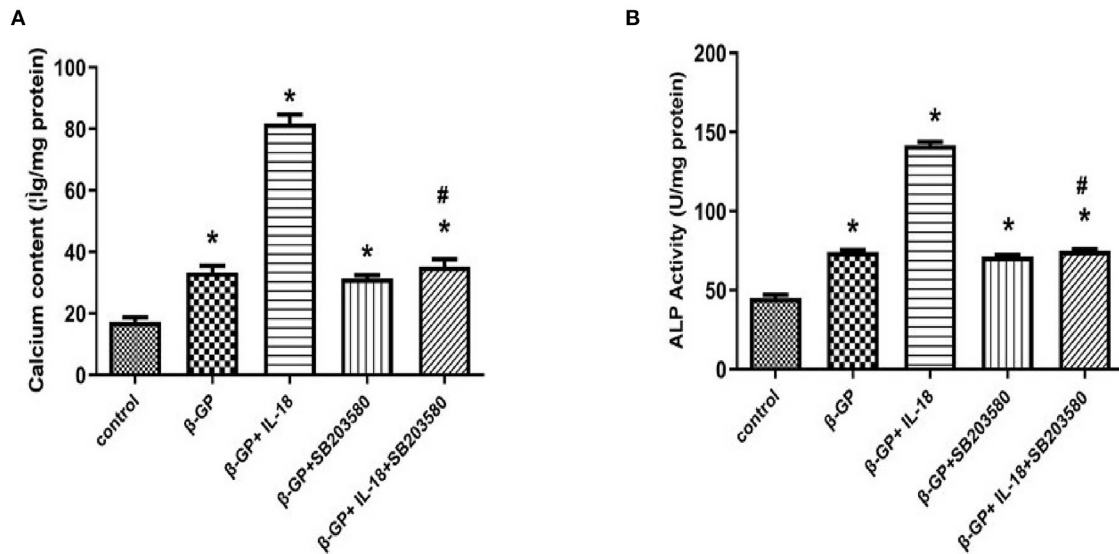 A
Calcium content (¦Ìg/mg protein)
100
80
60
40
20
0
*
*
*
#
*
control
β-GP
β-GP+ IL-18
β-GP+SB203580
β-GP+ IL-18+SB203580
B
ALP Activity (U/mg protein)
200
150
100
50
0
*
*
*
#
*
control
β-GP
β-GP+ IL-18
β-GP+SB203580
β-GP+ IL-18+SB203580